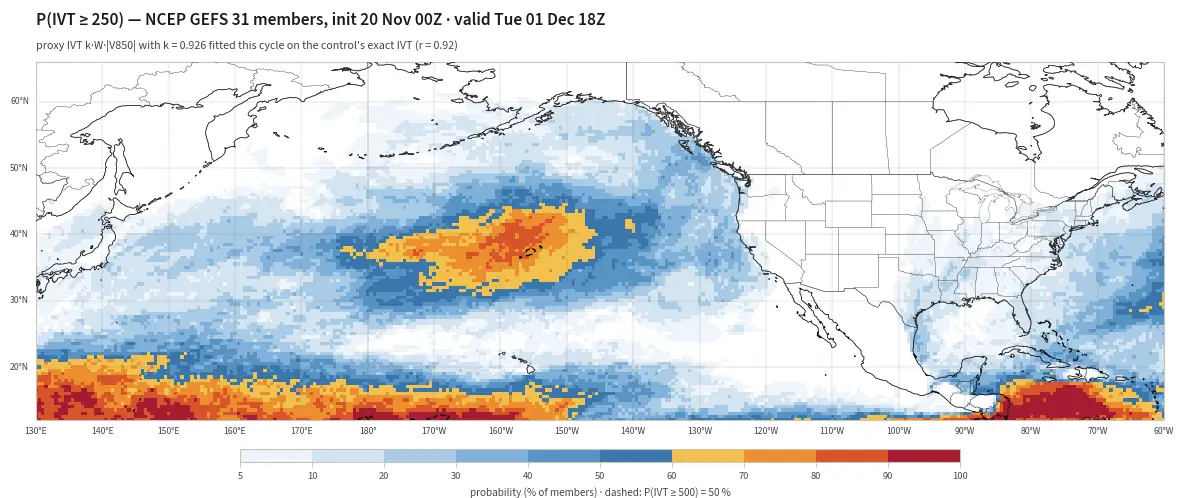 P(IVT ≥ 250) — NCEP GEFS 31 members, init 20 Nov 00Z · valid Tue 01 Dec 18Z
proxy IVT k·W·|V850| with k = 0.926 fitted this cycle on the control's exact IVT (r = 0.92)
60°N
50°N
40°N
30°N
20°N
130°E 140°E 150°E 160°E 170°E 180° 170°W 160°W 150°W 140°W 130°W 120°W 110°W 100°W 90°W 80°W 70°W 60°W
5 10 20 30 40 50 60 70 80 90 100
probability (% of members) · dashed: P(IVT ≥ 500) = 50 %